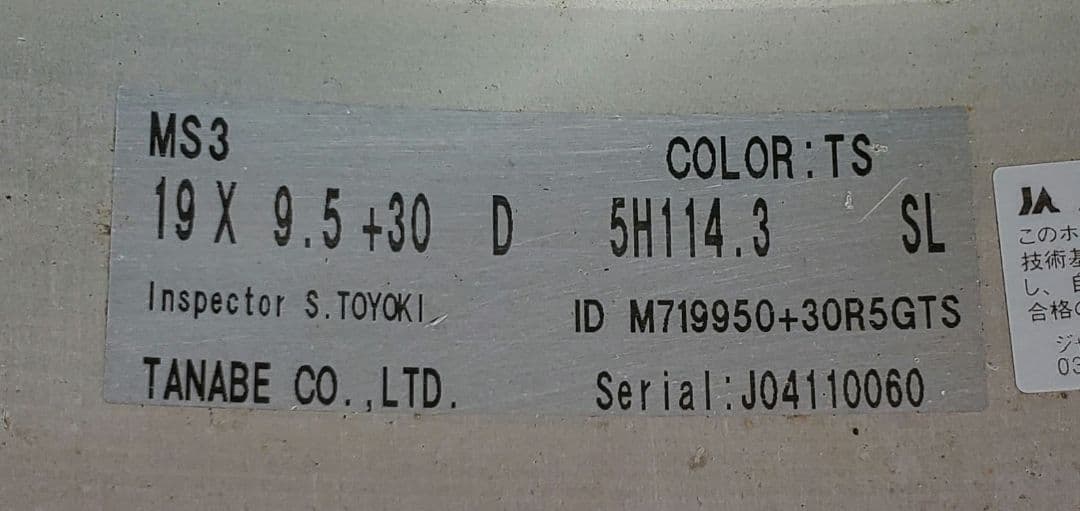 MS3
COLOR:TS
19 X 9.5 +30 D 5H114.3 SL
Inspector S.TOYOKI
ID M719950+30R5GTS
TANABE CO.,LTD.
Serial:J04110060
JA
このホ
技術基
し、自
合格の
ジャ
03